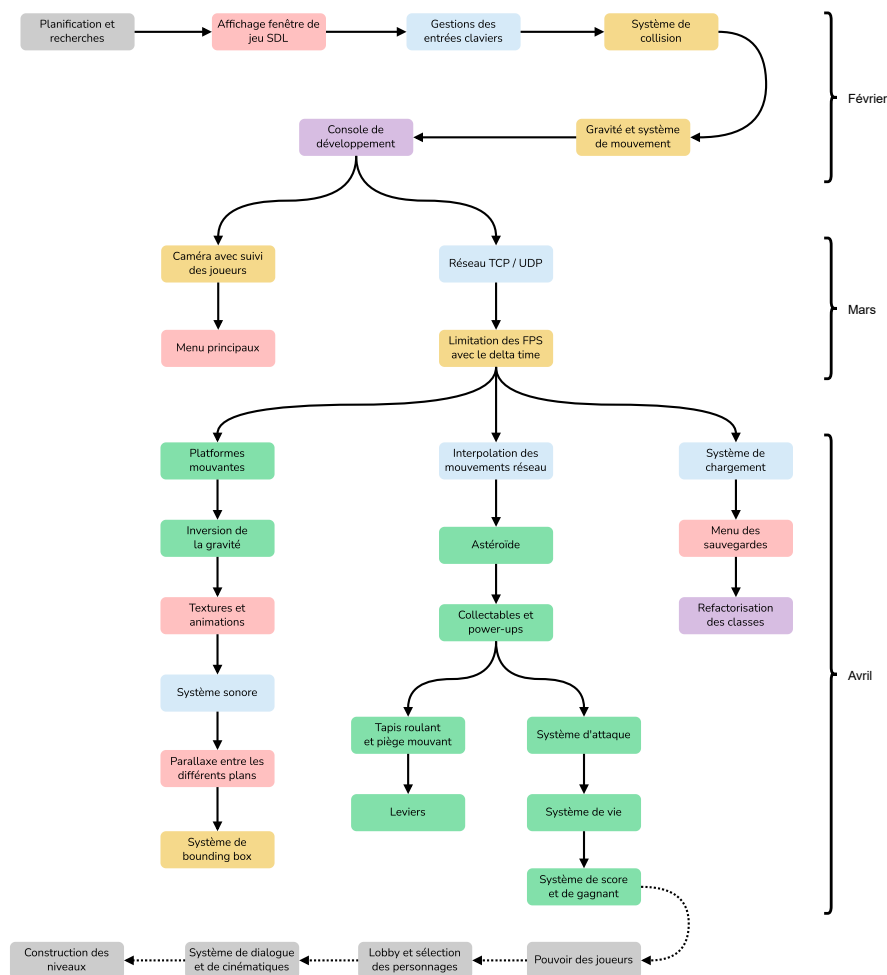 Planification et
recherches
Affichage fenêtre de
jeu SDL
Gestions des
entrées claviers
Système de
collision
Février
Console de
développement
Gravité et système
de mouvement
Caméra avec suivi
des joueurs
Réseau TCP / UDP
Mars
Menu principaux
Limitation des FPS
avec le delta time
Platformes
mouvantes
Interpolation des
mouvements réseau
Système de
chargement
Inversion de
la gravité
Astéroïde
Menu des
sauvegardes
Textures et
animations
Collectables et
power-ups
Refactorisation
des classes
Avril
Système sonore
Tapis roulant
et piège mouvant
Système d'attaque
Parallaxe entre les
différents plans
Leviers
Système de vie
Système de
bounding box
Système de score
et de gagnant
Construction des
niveaux
Système de dialogue
et de cinématiques
Lobby et sélection
des personnages
Pouvoir des joueurs